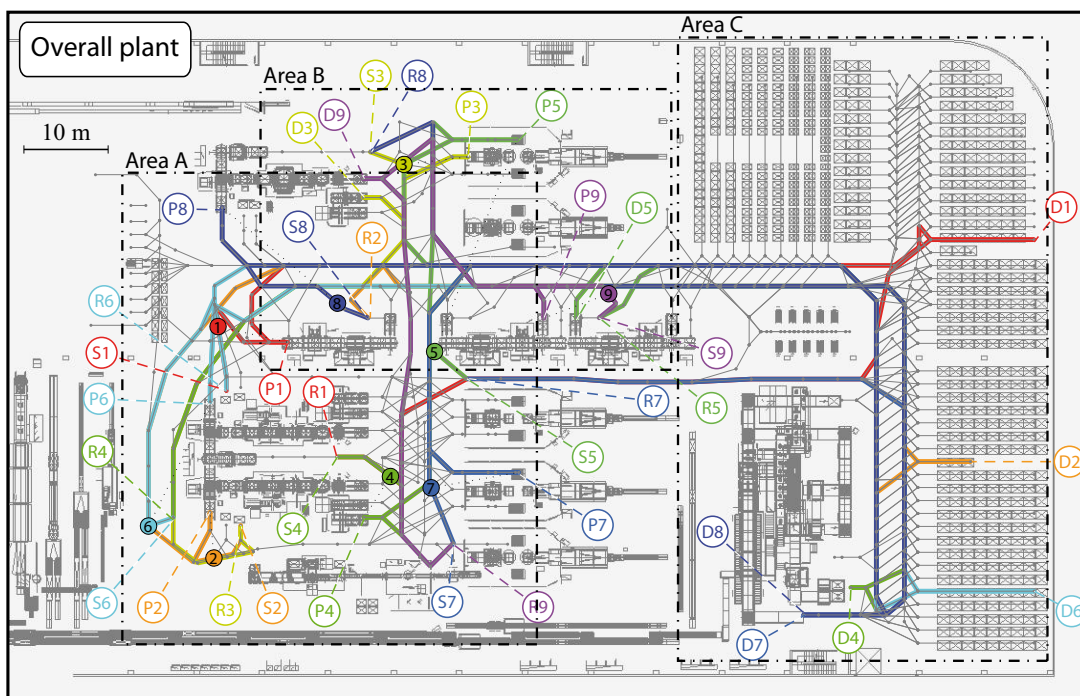 Area C
Overall plant
Area B
S3
R8
D9
P3
P5
D3
10 m
Area A
3
P8
S8
R2
P9
D5
D1
R6
8
9
1
S1
5
P1
S9
P6
R1
R7
R5
R4
S5
4
D2
7
S4
6
P7
D8
2
S6
P2
R3
S2
P4
S7
R9
D7
D4
D6